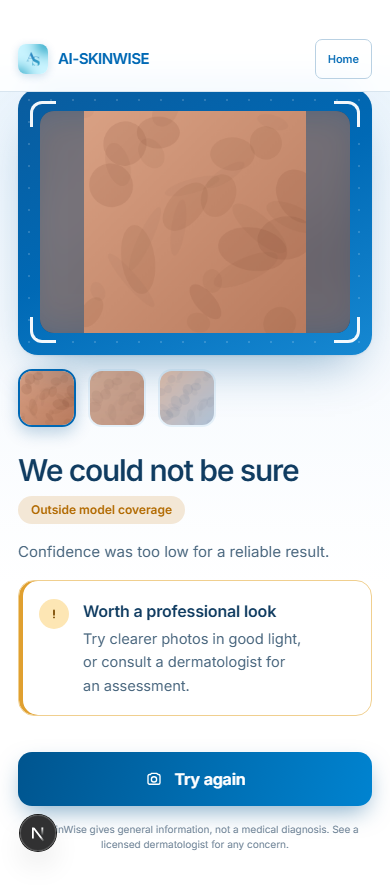 AS
AI-SKINWISE
Home
We could not be sure
Outside model coverage
Confidence was too low for a reliable result.
!
Worth a professional look
Try clearer photos in good light,
or consult a dermatologist for
an assessment.
Try again
N
inWise gives general information, not a medical diagnosis. See a
licensed dermatologist for any concern.